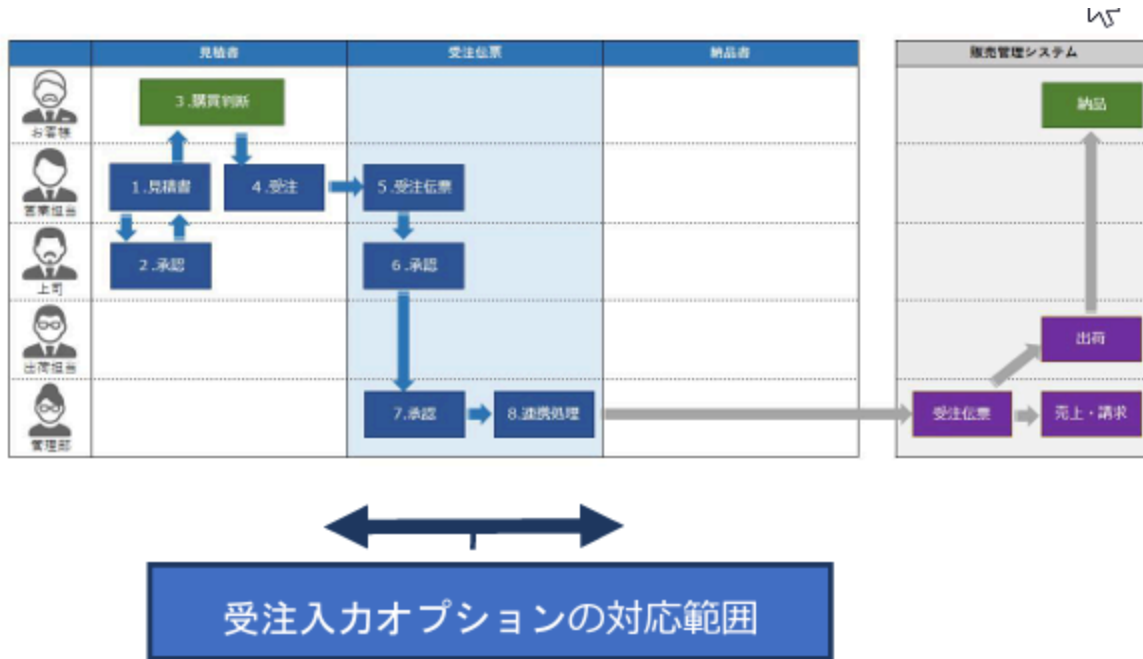 見積書
受注伝票
納品書
販売管理システム
お客様
3.購買判断
納品
営業担当
1.見積書
4.受注
5.受注伝票
上司
2.承認
6.承認
出荷担当
出荷
管理部
7.承認
8.連携処理
受注伝票
売上・請求
受注入力オプションの対応範囲